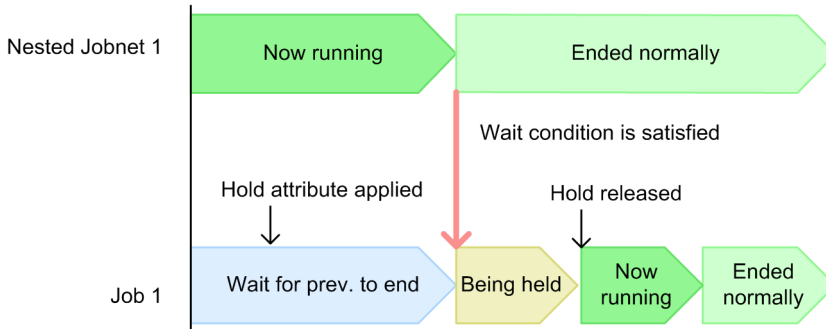 Nested Jobnet 1
Now running
Ended normally
Wait condition is satisfied
Hold attribute applied
Hold released
Job 1
Wait for prev. to end
Being held
Now
running
Ended
normally